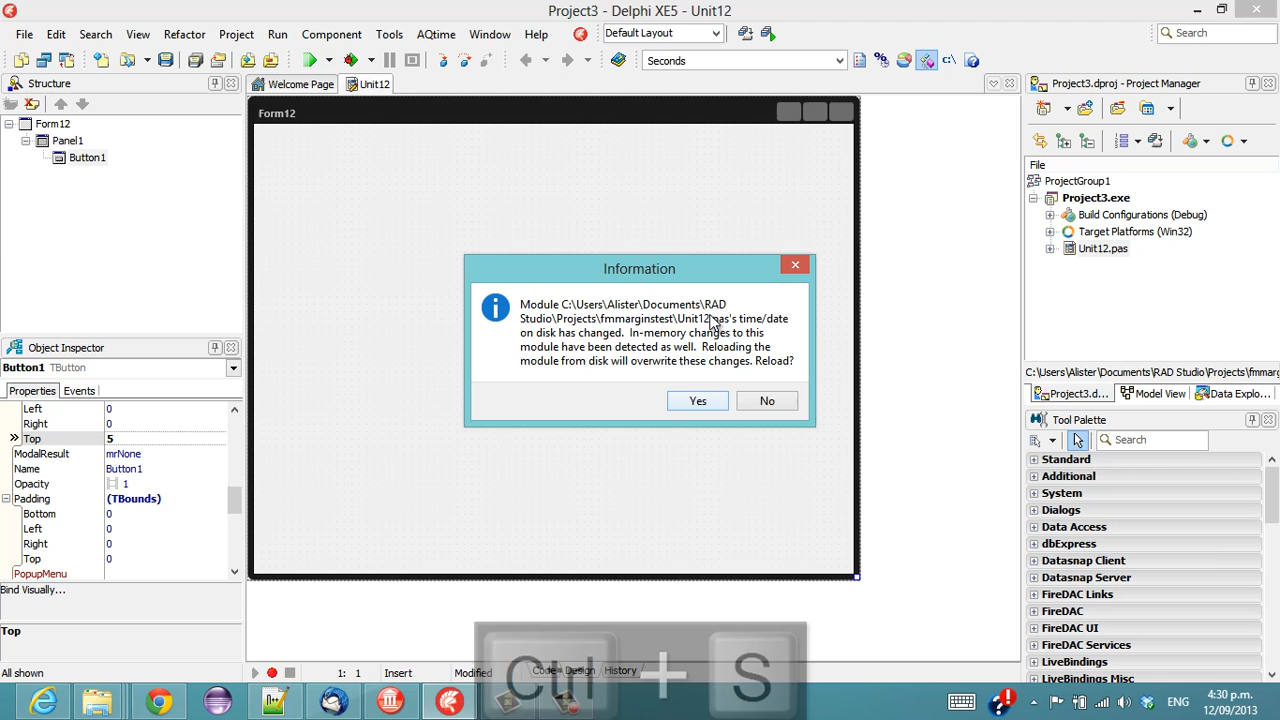 Project3 - Delphi XE5 - Unit12
File Edit Search View Refactor Project Run Component Tools AQtime Window Help
Default Layout
Search
Seconds
Structure
Form12
Panel1
Button1
Welcome Page
Unit12
Form12
Information
Module C:\Users\Alister\Documents\RAD
Studio\Projects\fmmarginstest\Unit12.pas's time/date
on disk has changed. In-memory changes to this
module have been detected as well. Reloading the
module from disk will overwrite these changes. Reload?
Yes No
Object Inspector
Button1 TButton
Properties Events
Left 0
Right 0
Top 5
ModalResult mrNone
Name Button1
Opacity 1
Padding (TBounds)
Bottom 0
Left 0
Right 0
Top 0
PopupMenu
Bind Visually...
Top
All shown
1: 1 Insert Modified
Code Design History
Ctrl + S
Project3.dproj - Project Manager
File
ProjectGroup1
Project3.exe
Build Configurations (Debug)
Target Platforms (Win32)
Unit12.pas
C:\Users\Alister\Documents\RAD Studio\Projects\fmmarg
Project3.d... Model View Data Explo...
Tool Palette
Search
Standard
Additional
System
Dialogs
Data Access
dbExpress
Datasnap Client
Datasnap Server
FireDAC Links
FireDAC
FireDAC UI
FireDAC Services
LiveBindings
LiveBindings Misc
ENG
4:30 p.m.
12/09/2013